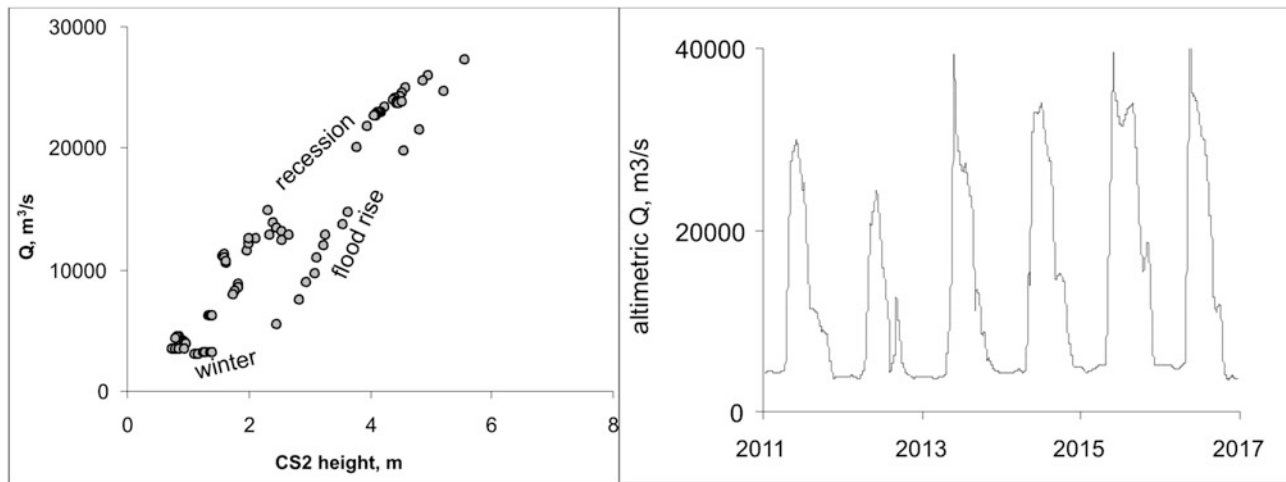 30000
20000
10000
0
Q, m³/s
recession
flood rise
winter
0 2 4 6 8
CS2 height, m
40000
20000
0
altimetric Q, m3/s
2011 2013 2015 2017